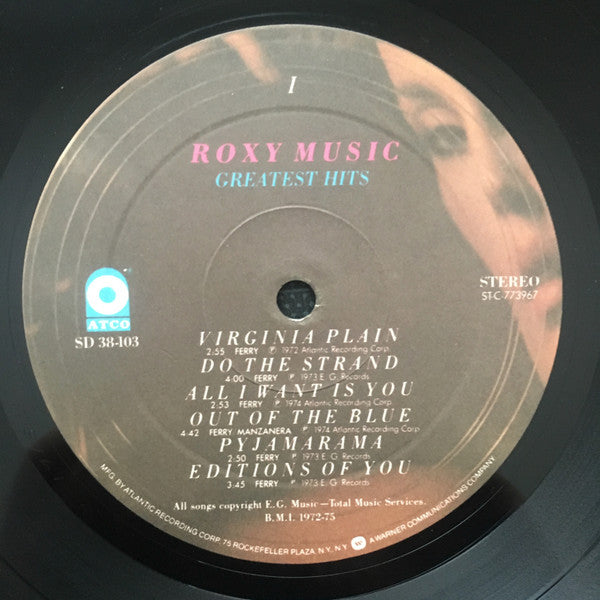 I
ROXY MUSIC
GREATEST HITS
ATCO
SD 38-103
STEREO
ST-C-773967
VIRGINIA PLAIN
2:55 FERRY ℗ 1972 Atlantic Recording Corp.
DO THE STRAND
4:00 FERRY ℗ 1973 E. G. Records
ALL I WANT IS YOU
2:53 FERRY ℗ 1974 Atlantic Recording Corp
OUT OF THE BLUE
4:42 FERRY MANZANERA ℗ 1974 Atlantic Recording Corp.
PYJAMARAMA
2:50 FERRY ℗ 1973 E. G. Records
EDITIONS OF YOU
3:45 FERRY ℗ 1973 E. G. Records
All songs copyright E.G. Music—Total Music Services.
B.M.I. 1972-75
MFG. BY ATLANTIC RECORDING CORP. 75 ROCKEFELLER PLAZA, N.Y., N.Y. W A WARNER COMMUNICATIONS COMPANY